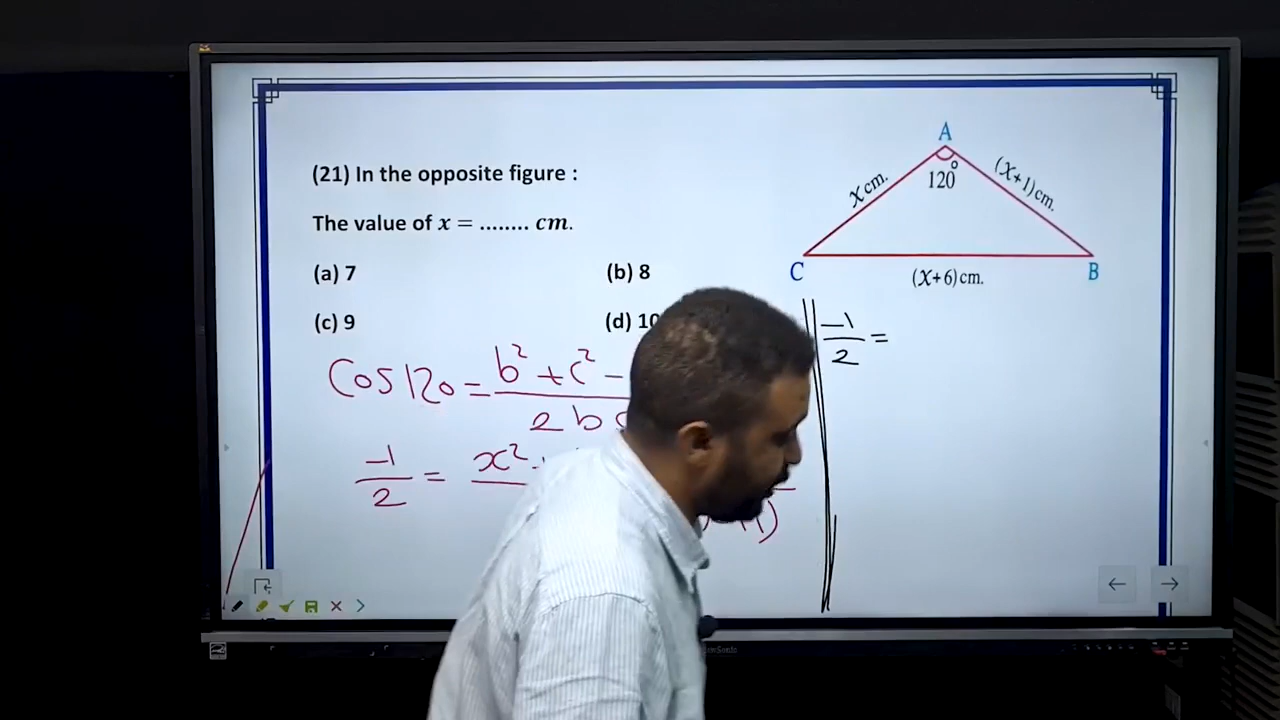 (21) In the opposite figure :
The value of x = ........ cm.
(a) 7
(b) 8
(c) 9
(d) 10
A
x cm.
(x+1)cm.
120°
C
(x+6)cm.
B
Cos 120 = b² + c² -
2 b
-1/2 = x²
-1/2 =